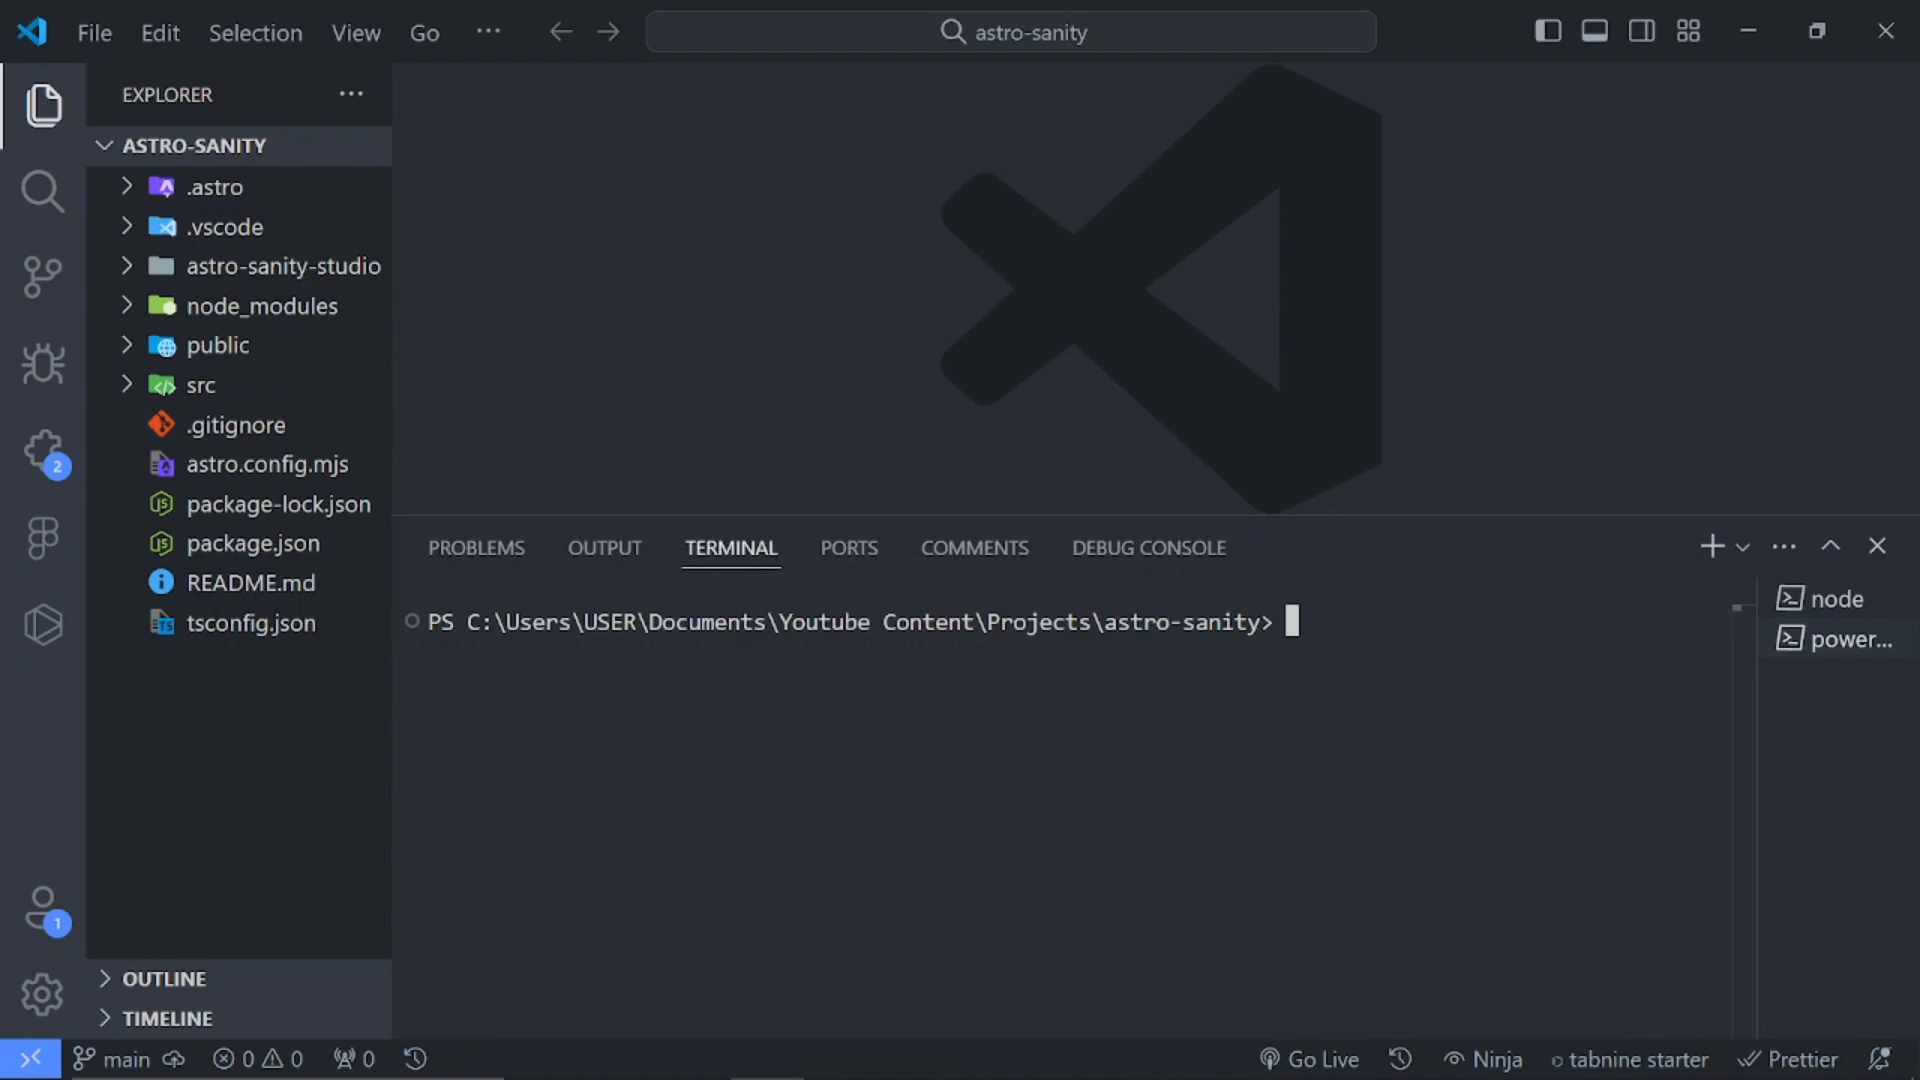 File Edit Selection View Go ··· astro-sanity
EXPLORER
ASTRO-SANITY
.astro
.vscode
astro-sanity-studio
node_modules
public
src
.gitignore
astro.config.mjs
package-lock.json
package.json
README.md
tsconfig.json
OUTLINE
TIMELINE
2
1
PROBLEMS OUTPUT TERMINAL PORTS COMMENTS DEBUG CONSOLE
PS C:\Users\USER\Documents\Youtube Content\Projects\astro-sanity>
node
power...
main 0 0 0 Go Live Ninja tabnine starter Prettier